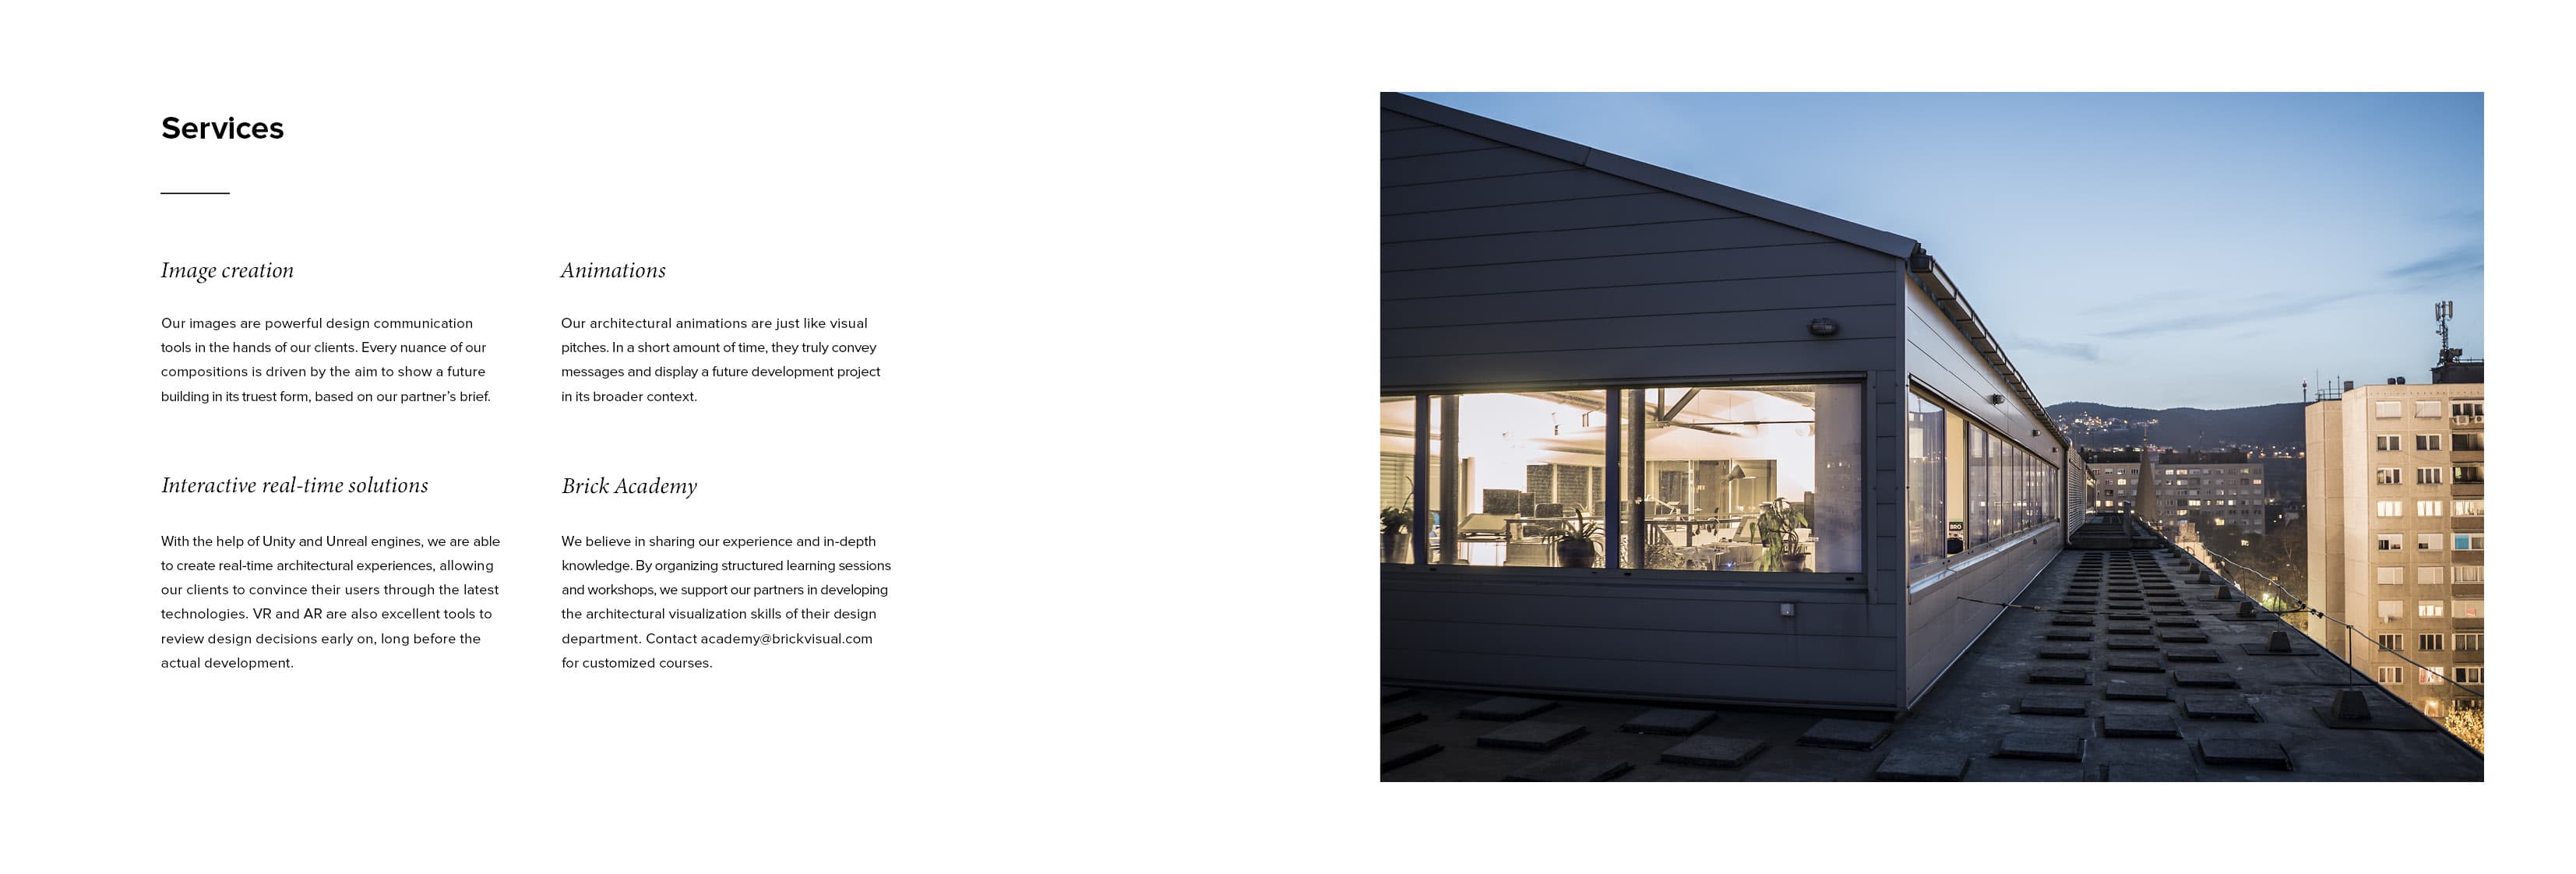 Services
Image creation
Our images are powerful design communication
tools in the hands of our clients. Every nuance of our
compositions is driven by the aim to show a future
building in its truest form, based on our partner's brief.
Animations
Our architectural animations are just like visual
pitches. In a short amount of time, they truly convey
messages and display a future development project
in its broader context.
Interactive real-time solutions
With the help of Unity and Unreal engines, we are able
to create real-time architectural experiences, allowing
our clients to convince their users through the latest
technologies. VR and AR are also excellent tools to
review design decisions early on, long before the
actual development.
Brick Academy
We believe in sharing our experience and in-depth
knowledge. By organizing structured learning sessions
and workshops, we support our partners in developing
the architectural visualization skills of their design
department. Contact academy@brickvisual.com
for customized courses.